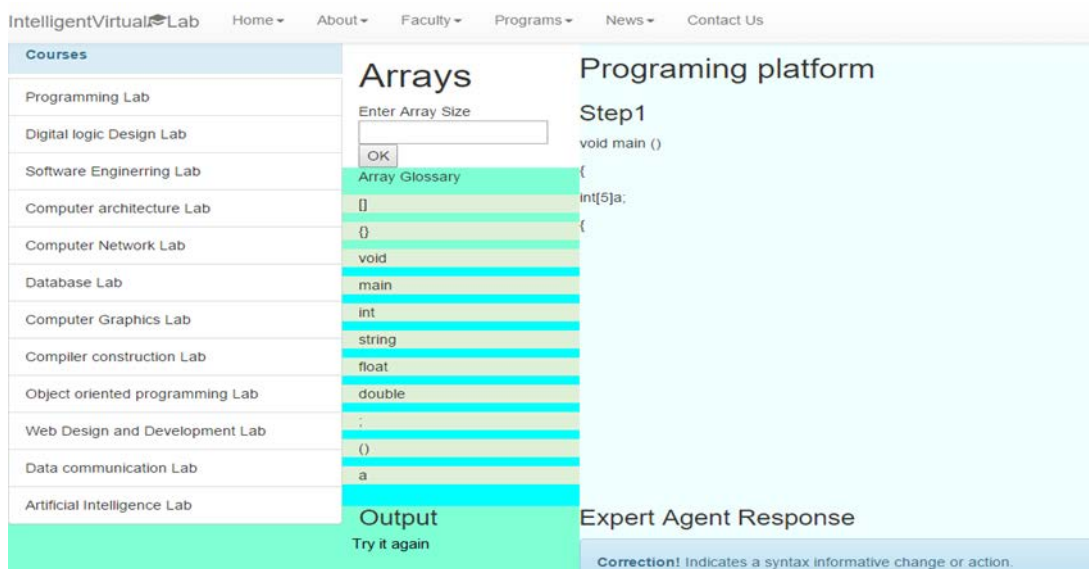 IntelligentVirtual Lab Home About Faculty Programs News Contact Us
Courses
Programming Lab
Digital logic Design Lab
Software Enginerring Lab
Computer architecture Lab
Computer Network Lab
Database Lab
Computer Graphics Lab
Compiler construction Lab
Object oriented programming Lab
Web Design and Development Lab
Data communication Lab
Artificial Intelligence Lab
Arrays
Enter Array Size
OK
Array Glossary
[]
{}
void
main
int
string
float
double
;
()
a
Output
Try it again
Programing platform
Step1
void main ()
{
int[5]a;
{
Expert Agent Response
Correction! Indicates a syntax informative change or action.